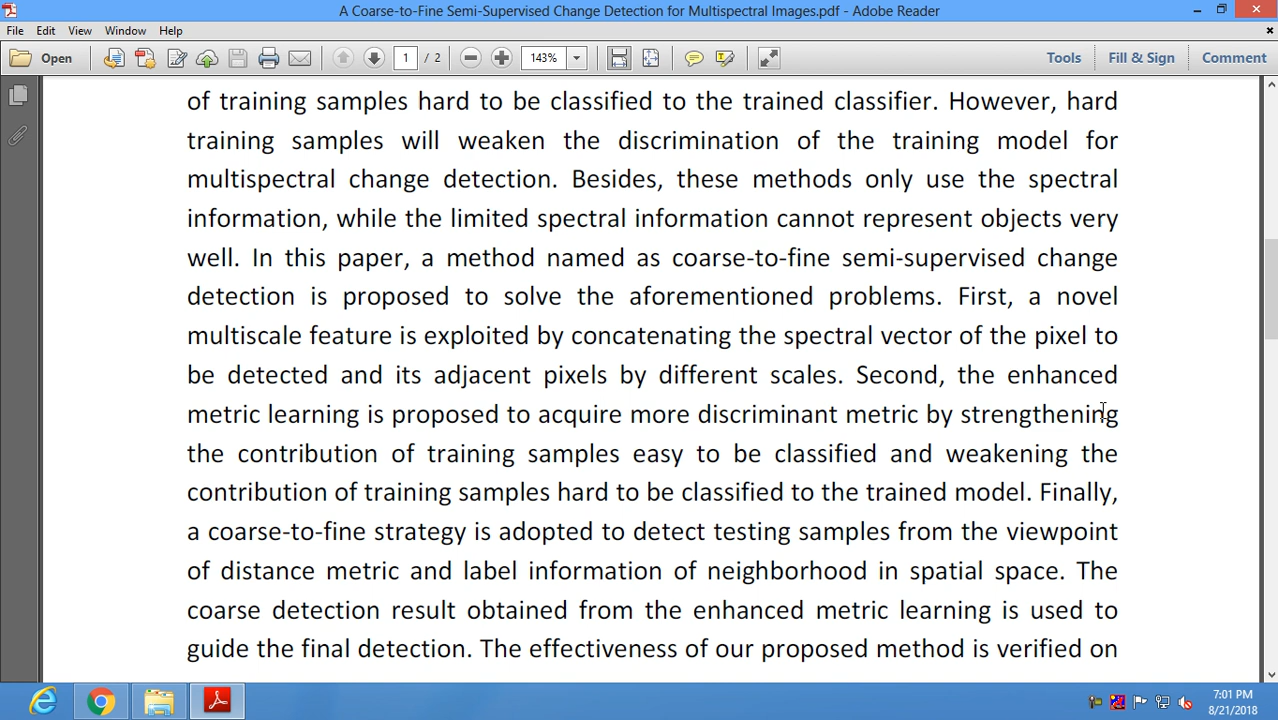 A Coarse-to-Fine Semi-Supervised Change Detection for Multispectral Images.pdf - Adobe Reader
File Edit View Window Help
Open 1 / 2 143% Tools Fill & Sign Comment
of training samples hard to be classified to the trained classifier. However, hard
training samples will weaken the discrimination of the training model for
multispectral change detection. Besides, these methods only use the spectral
information, while the limited spectral information cannot represent objects very
well. In this paper, a method named as coarse-to-fine semi-supervised change
detection is proposed to solve the aforementioned problems. First, a novel
multiscale feature is exploited by concatenating the spectral vector of the pixel to
be detected and its adjacent pixels by different scales. Second, the enhanced
metric learning is proposed to acquire more discriminant metric by strengthening
the contribution of training samples easy to be classified and weakening the
contribution of training samples hard to be classified to the trained model. Finally,
a coarse-to-fine strategy is adopted to detect testing samples from the viewpoint
of distance metric and label information of neighborhood in spatial space. The
coarse detection result obtained from the enhanced metric learning is used to
guide the final detection. The effectiveness of our proposed method is verified on
7:01 PM
8/21/2018